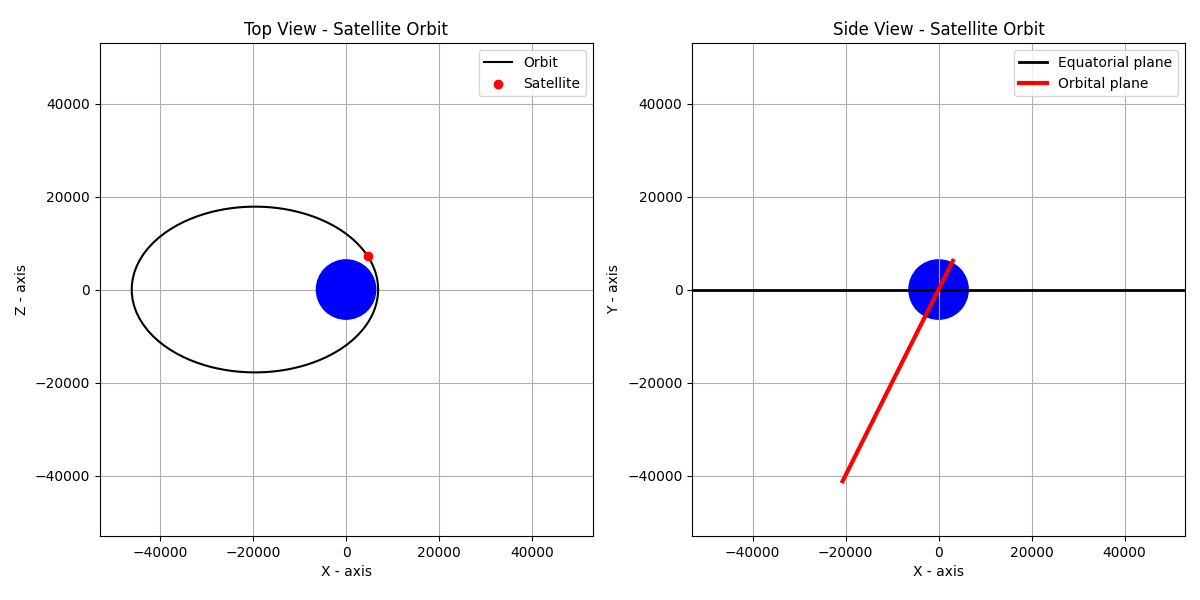 Top View - Satellite Orbit
Orbit
Satellite
40000
20000
0
−20000
−40000
Z - axis
−40000 −20000 0 20000 40000
X - axis
Side View - Satellite Orbit
Equatorial plane
Orbital plane
40000
20000
0
−20000
−40000
Y - axis
−40000 −20000 0 20000 40000
X - axis